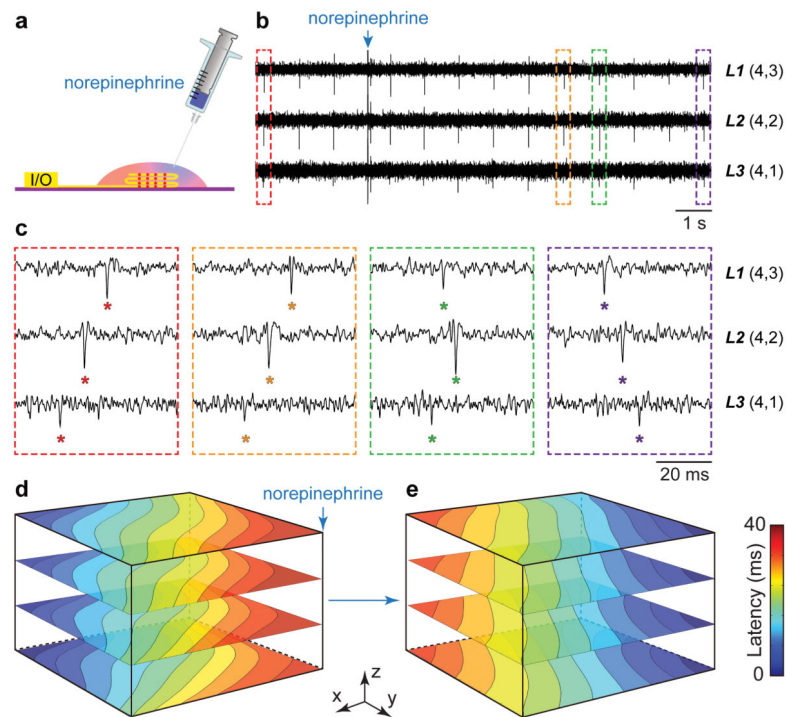 a
norepinephrine
I/O
b
norepinephrine
L1 (4,3)
L2 (4,2)
L3 (4,1)
1 s
c
L1 (4,3)
*
*
*
*
L2 (4,2)
*
*
*
*
L3 (4,1)
*
*
*
*
20 ms
d
norepinephrine
e
z
x
y
40
Latency (ms)
0